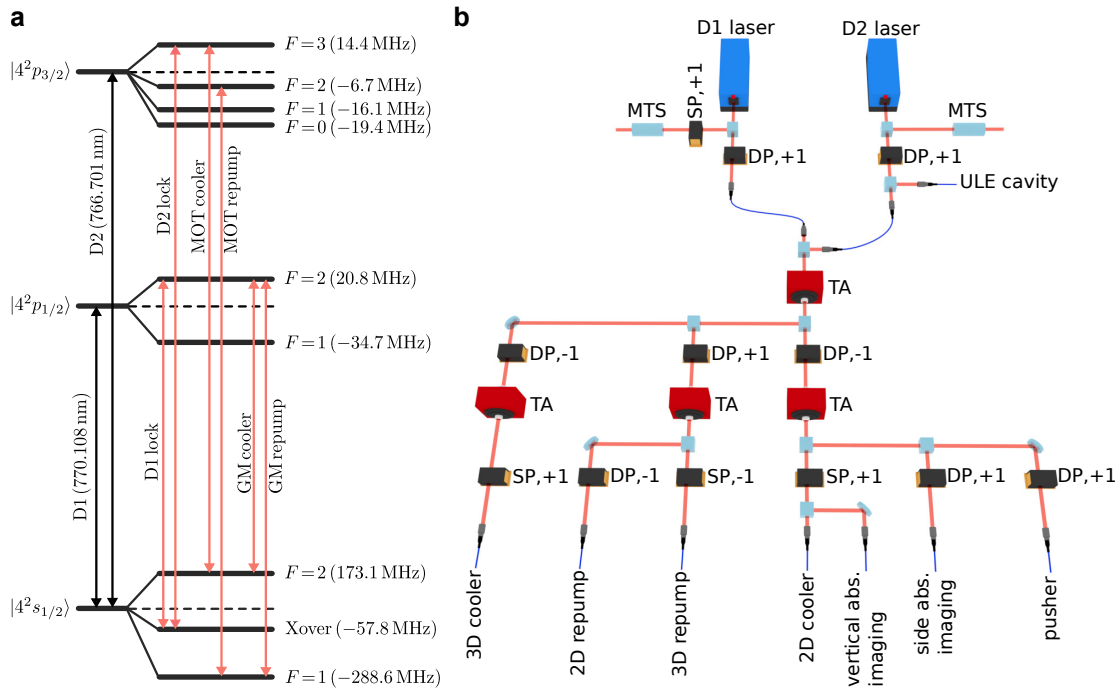 a
F = 3 (14.4 MHz)
|4²p₃/₂⟩
F = 2 (−6.7 MHz)
F = 1 (−16.1 MHz)
F = 0 (−19.4 MHz)
D2 (766.701 nm)
D2 lock
MOT cooler
MOT repump
F = 2 (20.8 MHz)
|4²p₁/₂⟩
F = 1 (−34.7 MHz)
D1 (770.108 nm)
D1 lock
GM cooler
GM repump
F = 2 (173.1 MHz)
|4²s₁/₂⟩
Xover (−57.8 MHz)
F = 1 (−288.6 MHz)
b
D1 laser
D2 laser
MTS
SP,+1
MTS
DP,+1
DP,+1
ULE cavity
TA
DP,-1
DP,+1
DP,-1
TA
TA
TA
SP,+1
DP,-1
SP,-1
SP,+1
DP,+1
DP,+1
3D cooler
2D repump
3D repump
2D cooler
vertical abs.
imaging
side abs.
imaging
pusher